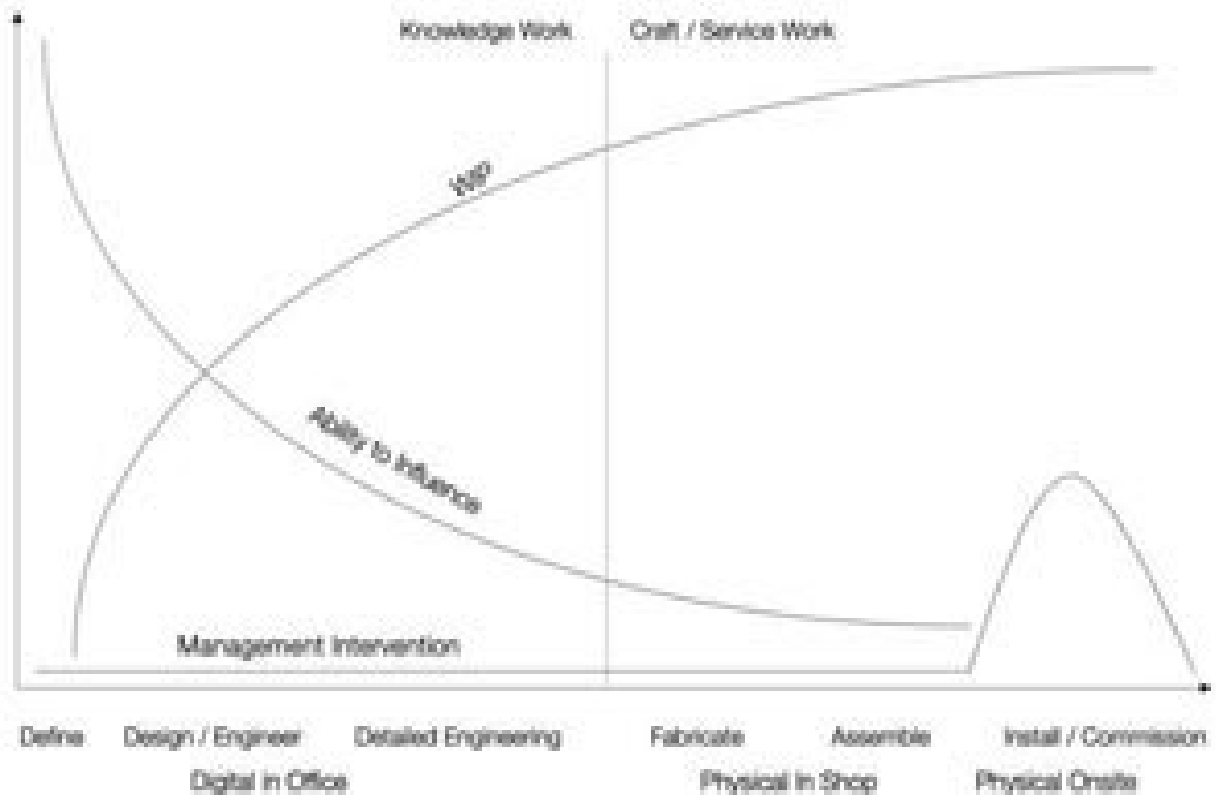 Knowledge Work
Craft / Service Work
WIP
Ability to Influence
Management Intervention
Define
Design / Engineer
Detailed Engineering
Fabricate
Assemble
Install / Commission
Digital in Office
Physical In Shop
Physical Onsite